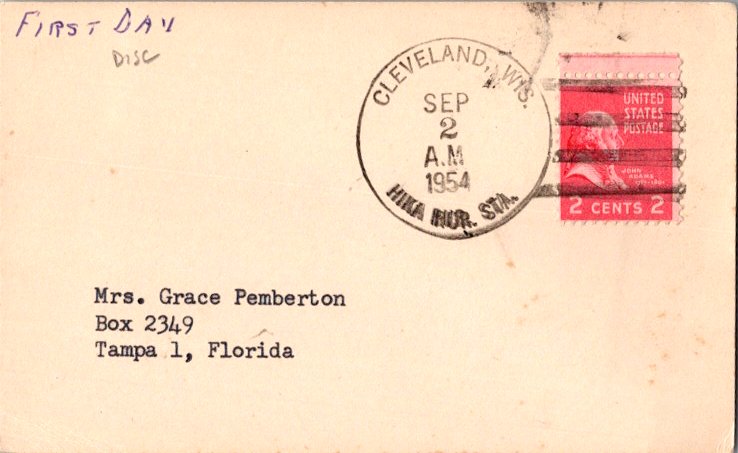 FIRST DAY
DISC
CLEVELAND, WIS.
SEP
2
A.M
1954
HIKA RUR. STA.
UNITED
STATES
POSTAGE
JOHN
ADAMS
2 CENTS 2
Mrs. Grace Pemberton
Box 2349
Tampa 1, Florida